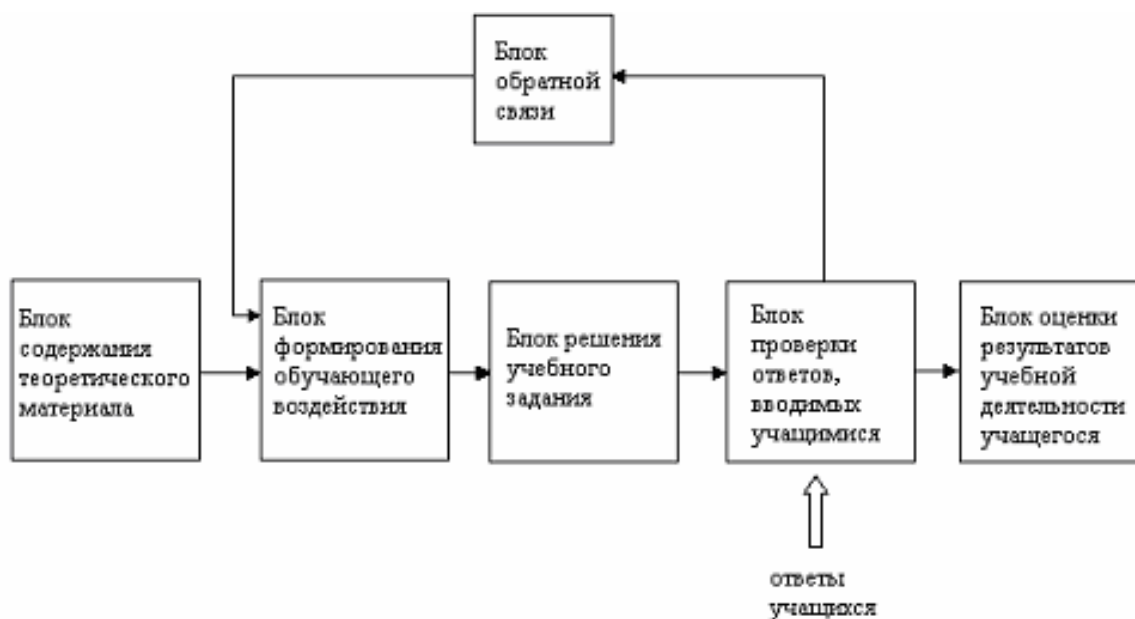 Блок
обратной
связи
Блок
содержания
теоретического
материала
Блок
формирования
обучающего
воздействия
Блок решения
учебного
задания
Блок
проверки
ответов,
вводимых
учащимися
Блок оценки
результатов
учебной
деятельности
учащегося
ответы
учащихся